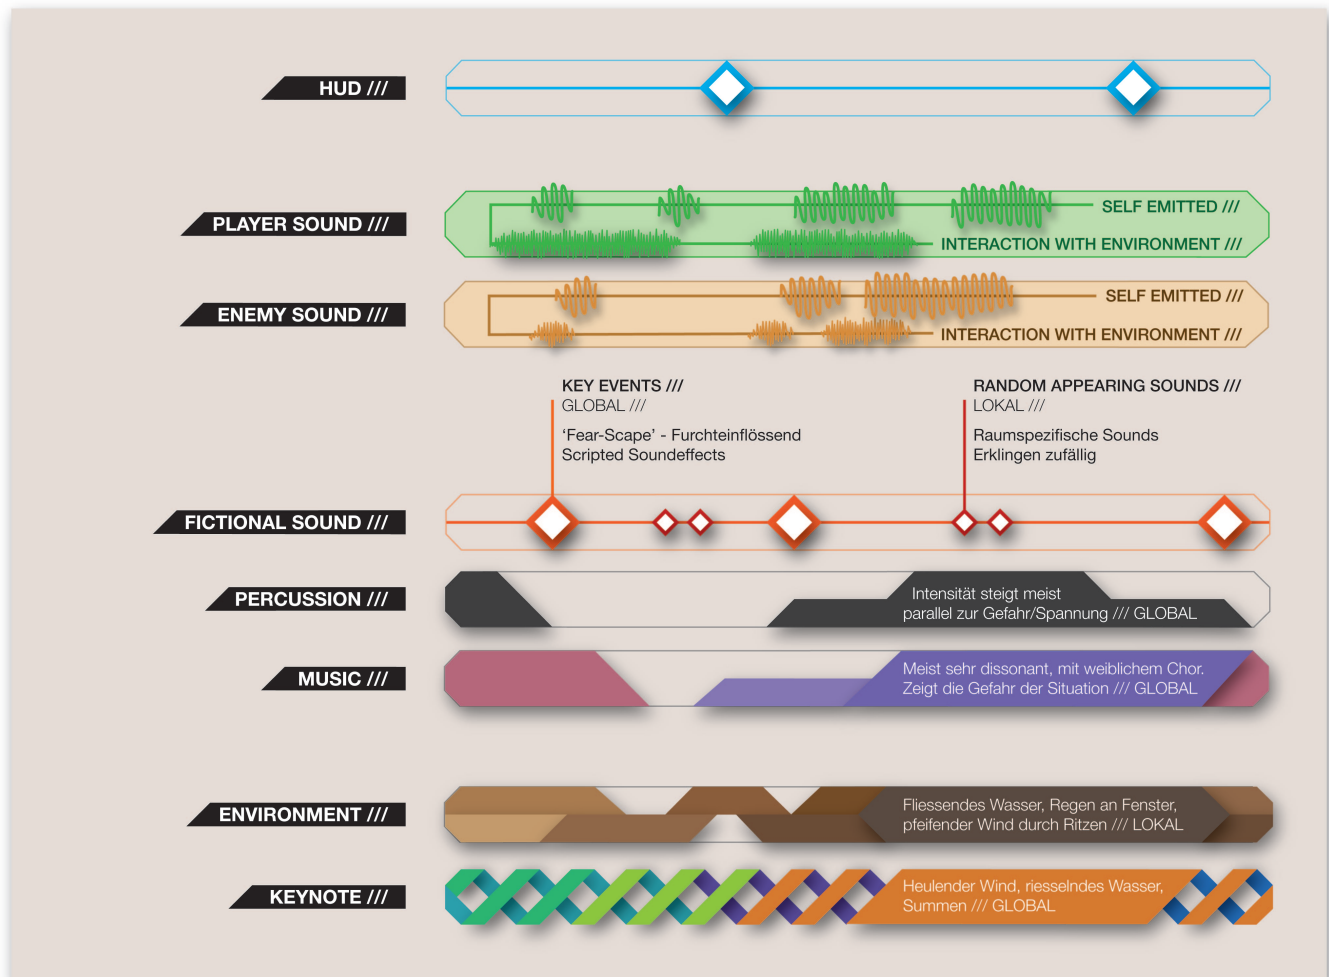 HUD ///
PLAYER SOUND ///
SELF EMITTED ///
INTERACTION WITH ENVIRONMENT ///
ENEMY SOUND ///
SELF EMITTED ///
INTERACTION WITH ENVIRONMENT ///
KEY EVENTS ///
GLOBAL ///
‘Fear-Scape’ - Furchteinflössend
Scripted Soundeffects
RANDOM APPEARING SOUNDS ///
LOKAL ///
Raumspezifische Sounds
Erklingen zufällig
FICTIONAL SOUND ///
PERCUSSION ///
Intensität steigt meist
parallel zur Gefahr/Spannung /// GLOBAL
MUSIC ///
Meist sehr dissonant, mit weiblichem Chor.
Zeigt die Gefahr der Situation /// GLOBAL
ENVIRONMENT ///
Fliessendes Wasser, Regen an Fenster,
pfeifender Wind durch Ritzen /// LOKAL
KEYNOTE ///
Heulender Wind, riesselndes Wasser,
Summen /// GLOBAL